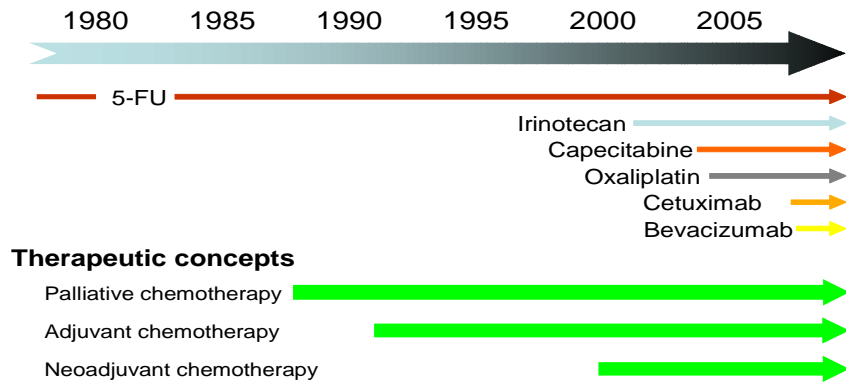 1980 1985 1990 1995 2000 2005
5-FU
Irinotecan
Capecitabine
Oxaliplatin
Cetuximab
Bevacizumab
Therapeutic concepts
Palliative chemotherapy
Adjuvant chemotherapy
Neoadjuvant chemotherapy